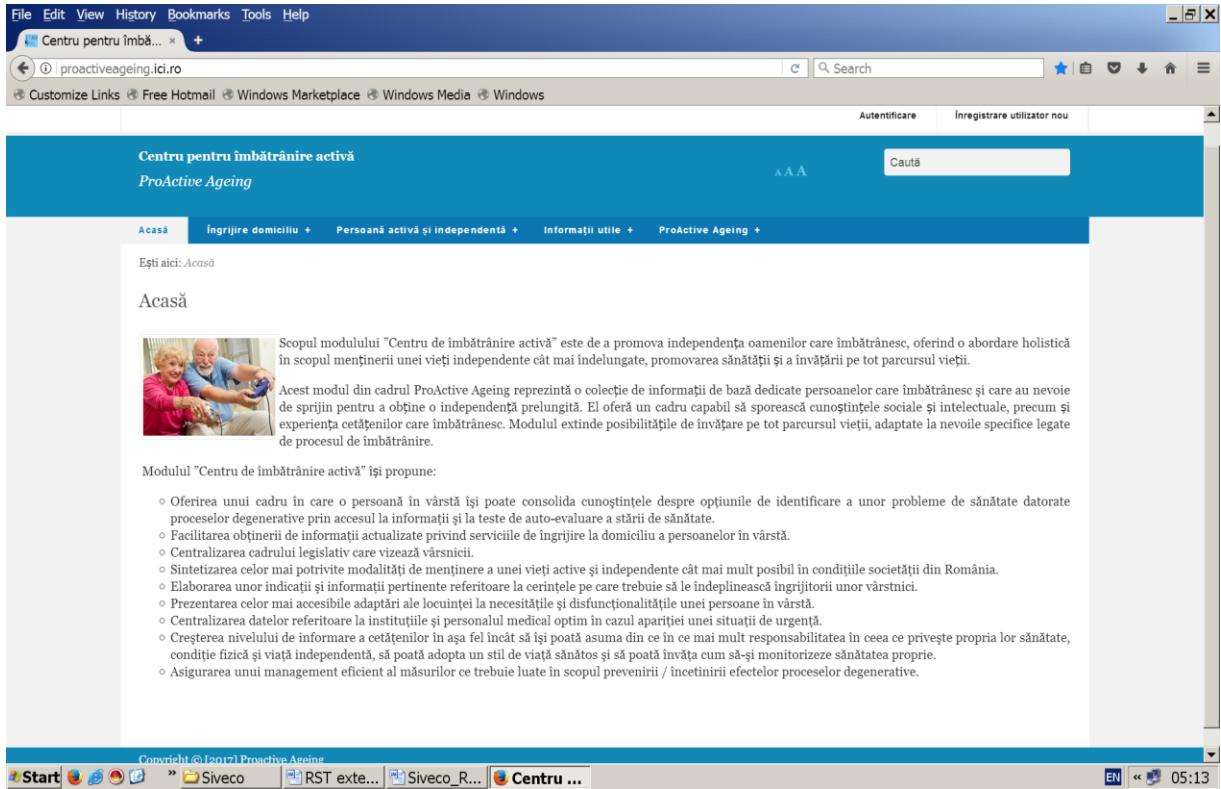 File Edit View History Bookmarks Tools Help
Centru pentru îmbă... × +
proactiveageing.ici.ro
Search
Customize Links Free Hotmail Windows Marketplace Windows Media Windows
Autentificare Înregistrare utilizator nou
Centru pentru îmbătrânire activă
ProActive Ageing
A A A
Caută
Acasă Îngrijire domiciliu + Persoană activă și independentă + Informații utile + ProActive Ageing +
Ești aici: Acasă
Acasă
Scopul modulului ”Centru de îmbătrânire activă” este de a promova independența oamenilor care îmbătrânesc, oferind o abordare holistică
în scopul menținerii unei vieți independente cât mai îndelungate, promovarea sănătății și a învățării pe tot parcursul vieții.
Acest modul din cadrul ProActive Ageing reprezintă o colecție de informații de bază dedicate persoanelor care îmbătrânesc și care au nevoie
de sprijin pentru a obține o independență prelungită. El oferă un cadru capabil să sporească cunoștințele sociale și intelectuale, precum și
experiența cetățenilor care îmbătrânesc. Modulul extinde posibilitățile de învățare pe tot parcursul vieții, adaptate la nevoile specifice legate
de procesul de îmbătrânire.
Modulul ”Centru de îmbătrânire activă” își propune:
Oferirea unui cadru în care o persoană în vârstă își poate consolida cunoștințele despre opțiunile de identificare a unor probleme de sănătate datorate
proceselor degenerative prin accesul la informații și la teste de auto-evaluare a stării de sănătate.
Facilitarea obținerii de informații actualizate privind serviciile de îngrijire la domiciliu a persoanelor în vârstă.
Centralizarea cadrului legislativ care vizează vârsnicii.
Sintetizarea celor mai potrivite modalități de menținere a unei vieți active și independente cât mai mult posibil în condițiile societății din România.
Elaborarea unor indicații și informații pertinente referitoare la cerințele pe care trebuie să le îndeplinească îngrijitorii unor vârstnici.
Prezentarea celor mai accesibile adaptări ale locuinței la necesitățile și disfuncționalitățile unei persoane în vârstă.
Centralizarea datelor referitoare la instituțiile și personalul medical optim în cazul apariției unei situații de urgență.
Creșterea nivelului de informare a cetățenilor în așa fel încât să își poată asuma din ce în ce mai mult responsabilitatea în ceea ce privește propria lor sănătate,
condiție fizică și viață independentă, să poată adopta un stil de viață sănătos și să poată învăța cum să-și monitorizeze sănătatea proprie.
Asigurarea unui management eficient al măsurilor ce trebuie luate în scopul prevenirii / încetinirii efectelor proceselor degenerative.
Copyright © [2017] Proactive Ageing
Start » Siveco RST exte... Siveco_R... Centru ... EN « 05:13